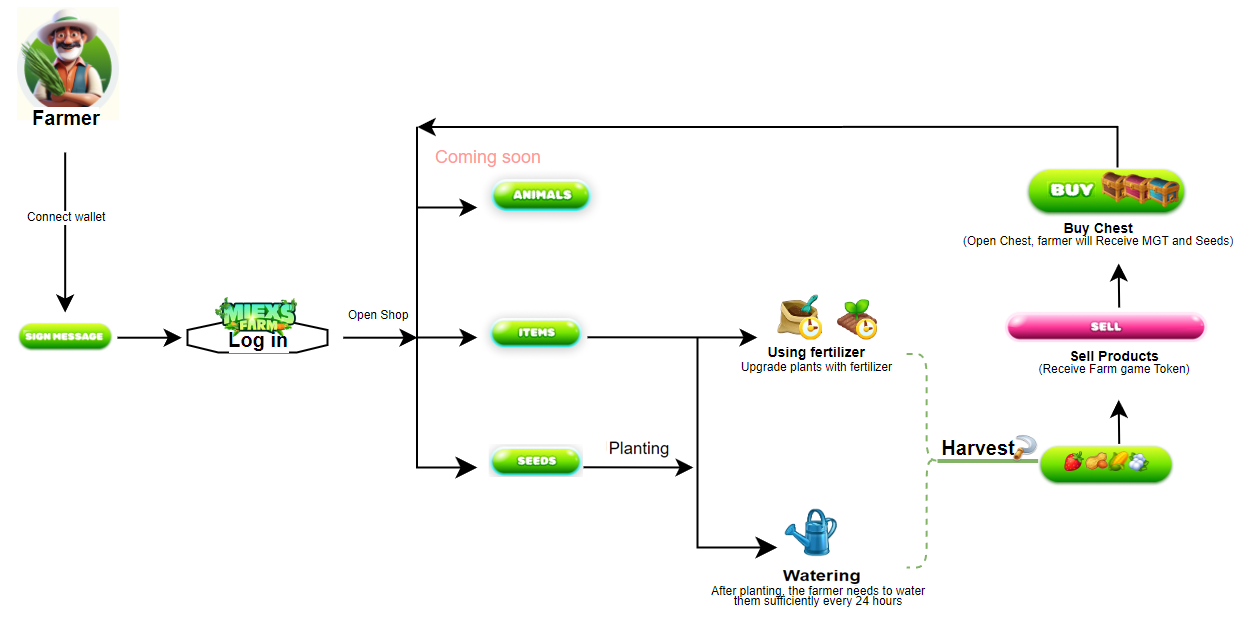 Farmer
Connect wallet
SIGN MESSAGE
MIEXS
FARM
Log in
Open Shop
Coming soon
ANIMALS
ITEMS
SEEDS
Planting
Using fertilizer
Upgrade plants with fertilizer
Watering
After planting, the farmer needs to water
them sufficiently every 24 hours
Harvest
SELL
Sell Products
(Receive Farm game Token)
BUY
Buy Chest
(Open Chest, farmer will Receive MGT and Seeds)